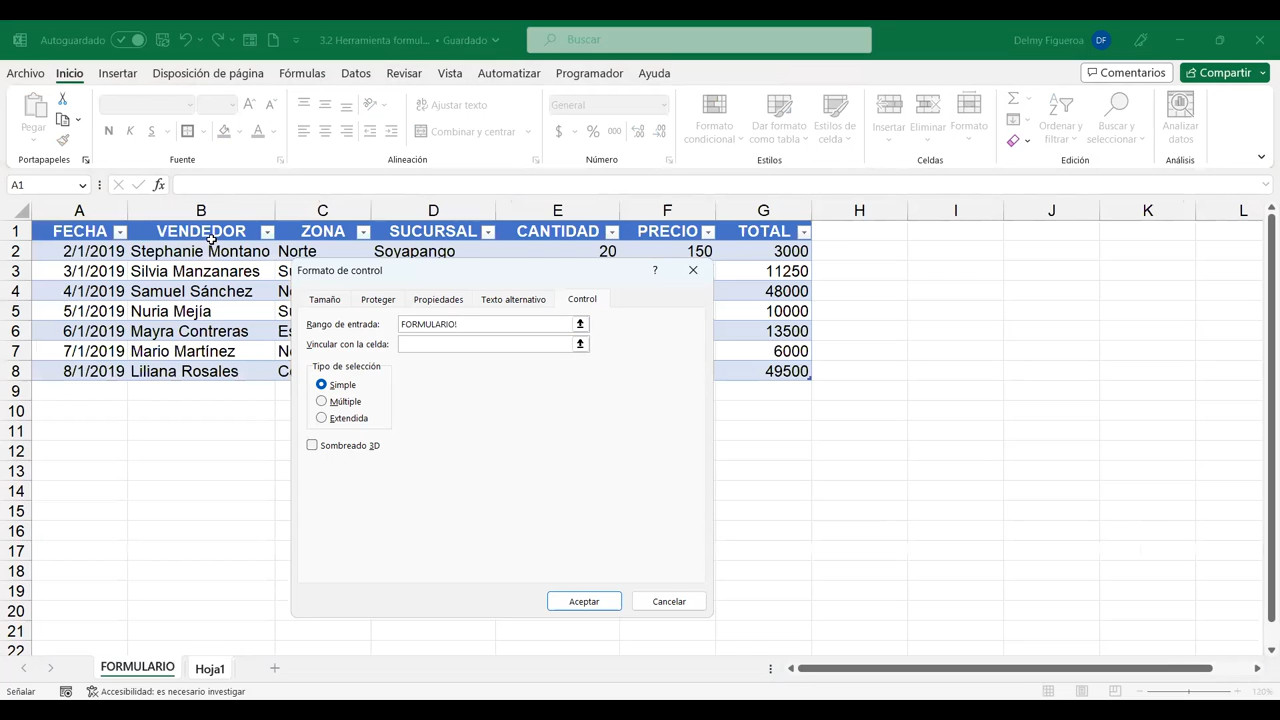 Autoguardado
3.2 Herramienta formul... • Guardado
Buscar
Delmy Figueroa
DF
Archivo Inicio Insertar Disposición de página Fórmulas Datos Revisar Vista Automatizar Programador Ayuda
Comentarios
Compartir
Pegar
N K S
A A
A
Ajustar texto
Combinar y centrar
General
$ % 000
Formato condicional
Dar formato como tabla
Estilos de celda
Insertar
Eliminar
Formato
Ordenar y filtrar
Buscar y seleccionar
Analizar datos
Portapapeles
Fuente
Alineación
Número
Estilos
Celdas
Edición
Análisis
A1
fx
A B C D E F G H I J K L
1 FECHA VENDEDOR ZONA SUCURSAL CANTIDAD PRECIO TOTAL
2 2/1/2019 Stephanie Montano Norte Soyapango 20 150 3000
3 3/1/2019 Silvia Manzanares 11250
4 4/1/2019 Samuel Sánchez 48000
5 5/1/2019 Nuria Mejía 10000
6 6/1/2019 Mayra Contreras 13500
7 7/1/2019 Mario Martínez 6000
8 8/1/2019 Liliana Rosales 49500
9
10
11
12
13
14
15
16
17
18
19
20
21
22
Formato de control
?
Tamaño Proteger Propiedades Texto alternativo Control
Rango de entrada: FORMULARIO!
Vincular con la celda:
Tipo de selección
Simple
Múltiple
Extendida
Sombreado 3D
Aceptar Cancelar
FORMULARIO Hoja1
Señalar
Accesibilidad: es necesario investigar
120%